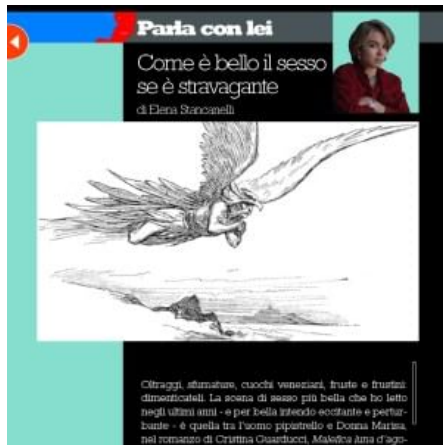 Parla con lei
Come è bello il sesso
se è stravagante
di Elena Stancanelli
Oltraggi, sfumature, cuochi veneziani, fruste e frustini:
dimenticateli. La scena di sesso più bella che ho letto
negli ultimi anni - e per bella intendo eccitante e pertur-
bante - è quella tra l'uomo pipistrello e Donna Marisa,
nel romanzo di Cristina Guarducci, Malefica luna d'ago-